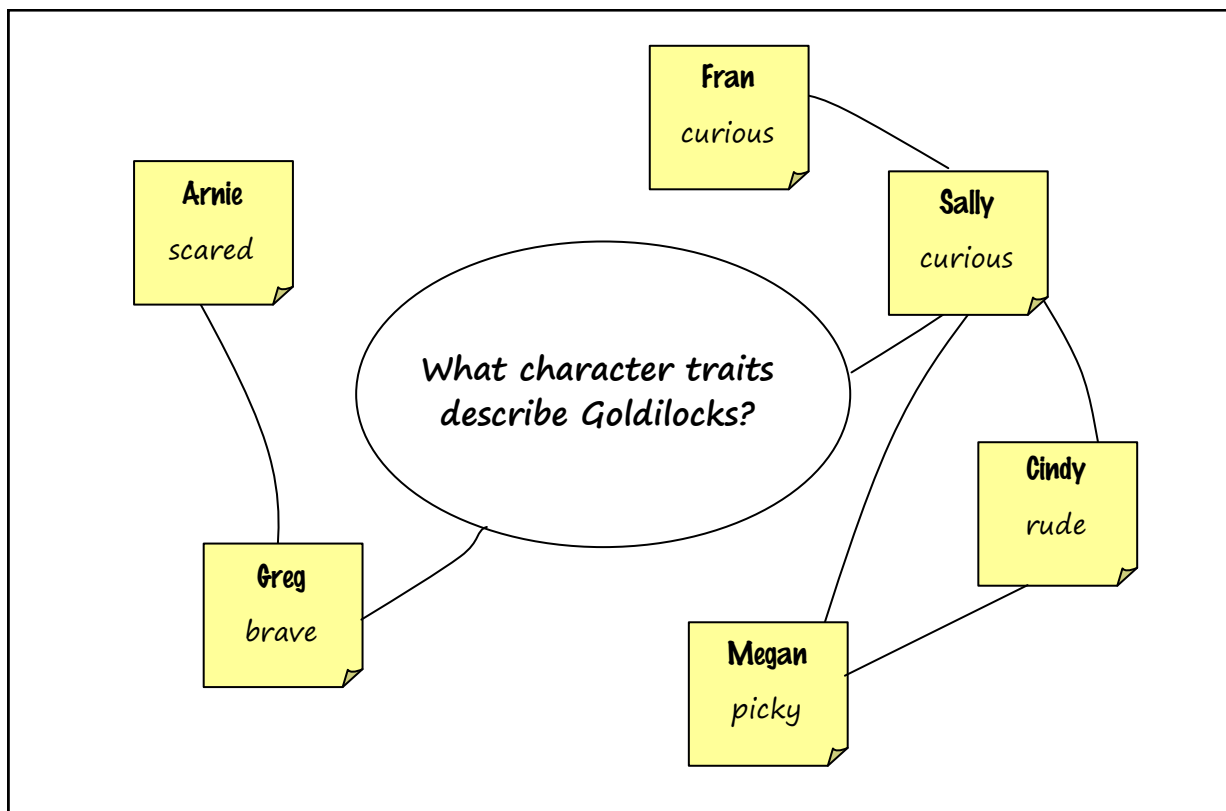 Fran
curious
Arnie
scared
Sally
curious
What character traits
describe Goldilocks?
Cindy
rude
Greg
brave
Megan
picky